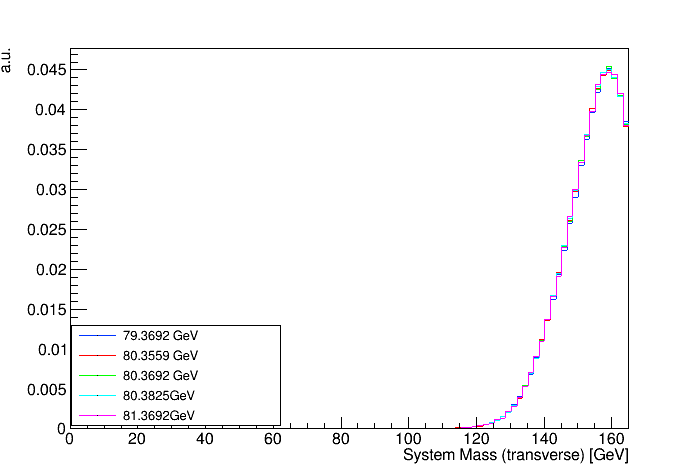 a.u.
0.045
0.04
0.035
0.03
0.025
0.02
0.015
0.01
0.005
0
79.3692 GeV
80.3559 GeV
80.3692 GeV
80.3825GeV
81.3692GeV
0 20 40 60 80 100 120 140 160
System Mass (transverse) [GeV]